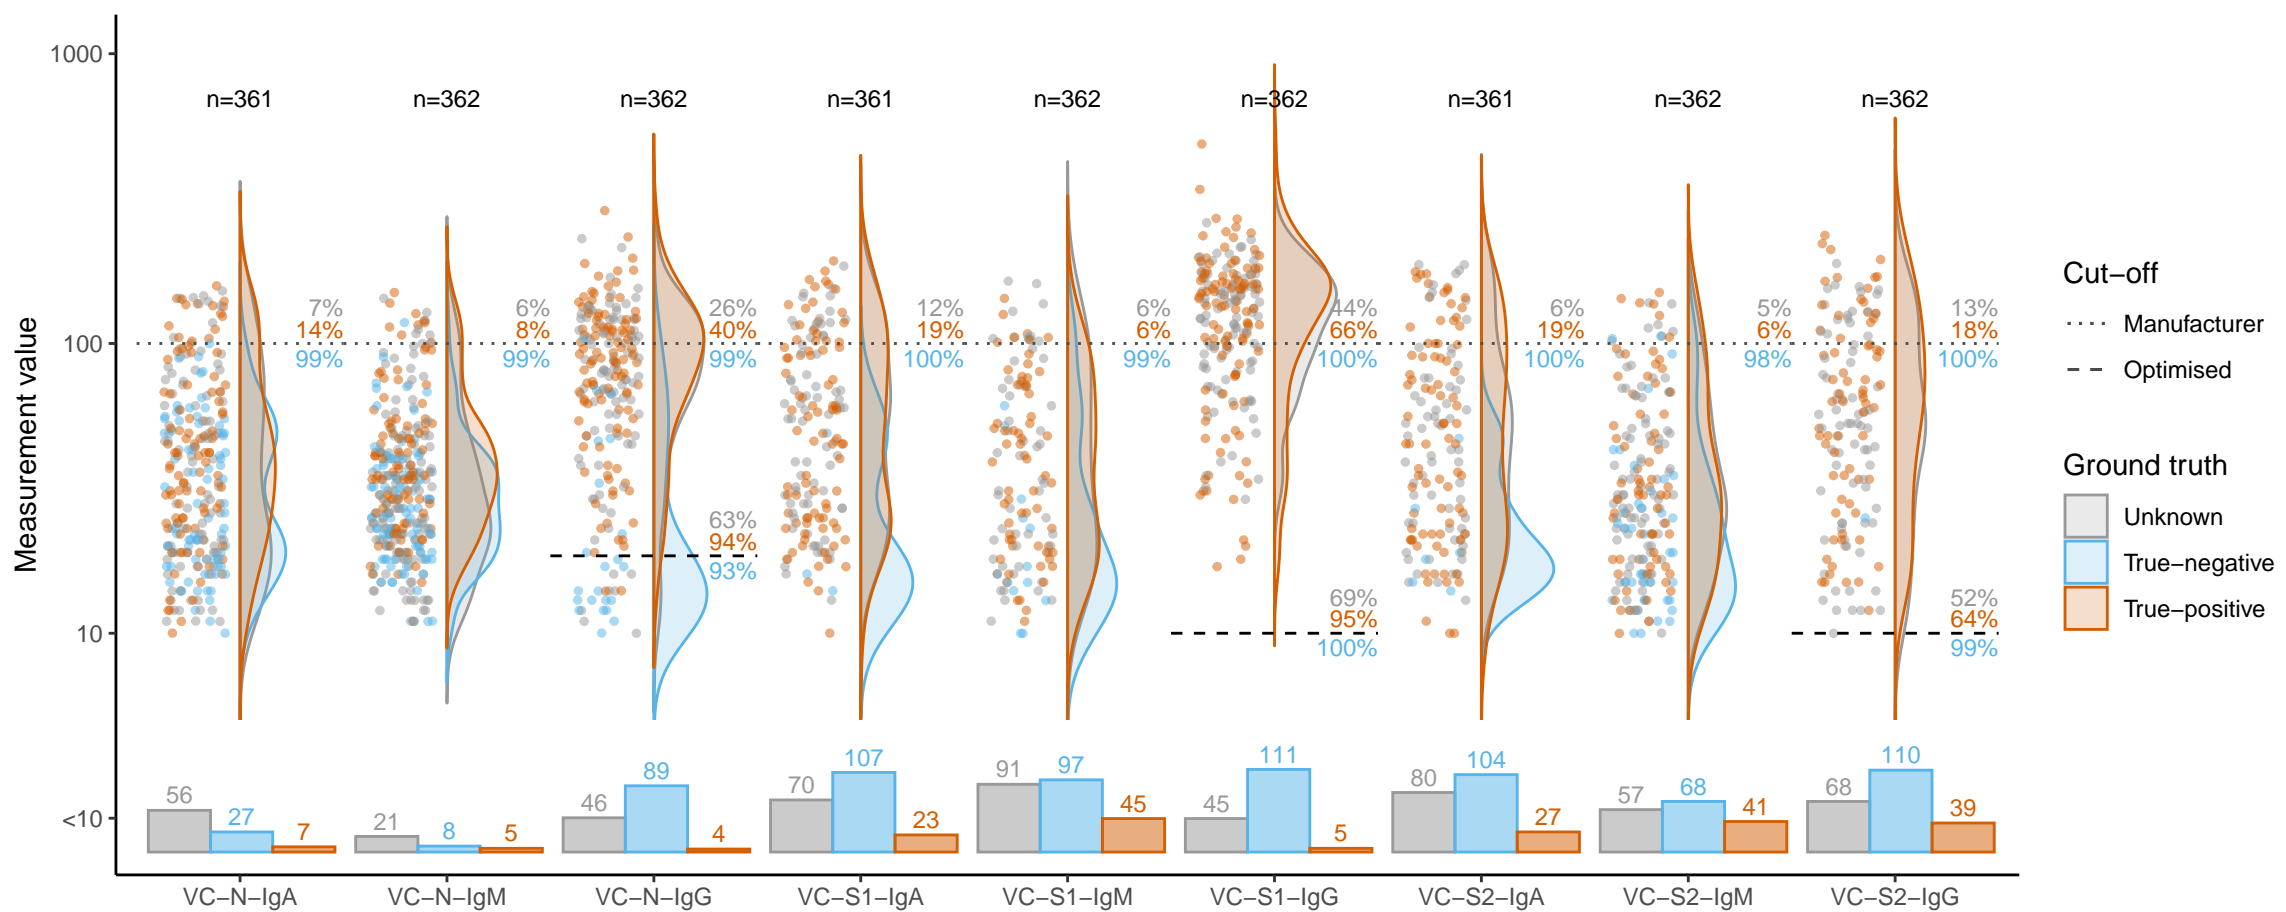 Measurement value
1000
100
10
<10
n=361
n=362
n=362
n=361
n=362
n=362
n=361
n=362
n=362
7%
14%
99%
6%
8%
99%
26%
40%
99%
12%
19%
100%
6%
6%
99%
44%
66%
100%
6%
19%
100%
5%
6%
98%
13%
18%
100%
63%
94%
93%
69%
95%
100%
52%
64%
99%
56
27
7
21
8
5
46
89
4
70
107
23
91
97
45
45
111
5
80
104
27
57
68
41
68
110
39
VC−N−IgA
VC−N−IgM
VC−N−IgG
VC−S1−IgA
VC−S1−IgM
VC−S1−IgG
VC−S2−IgA
VC−S2−IgM
VC−S2−IgG
Cut−off
Manufacturer
Optimised
Ground truth
Unknown
True−negative
True−positive